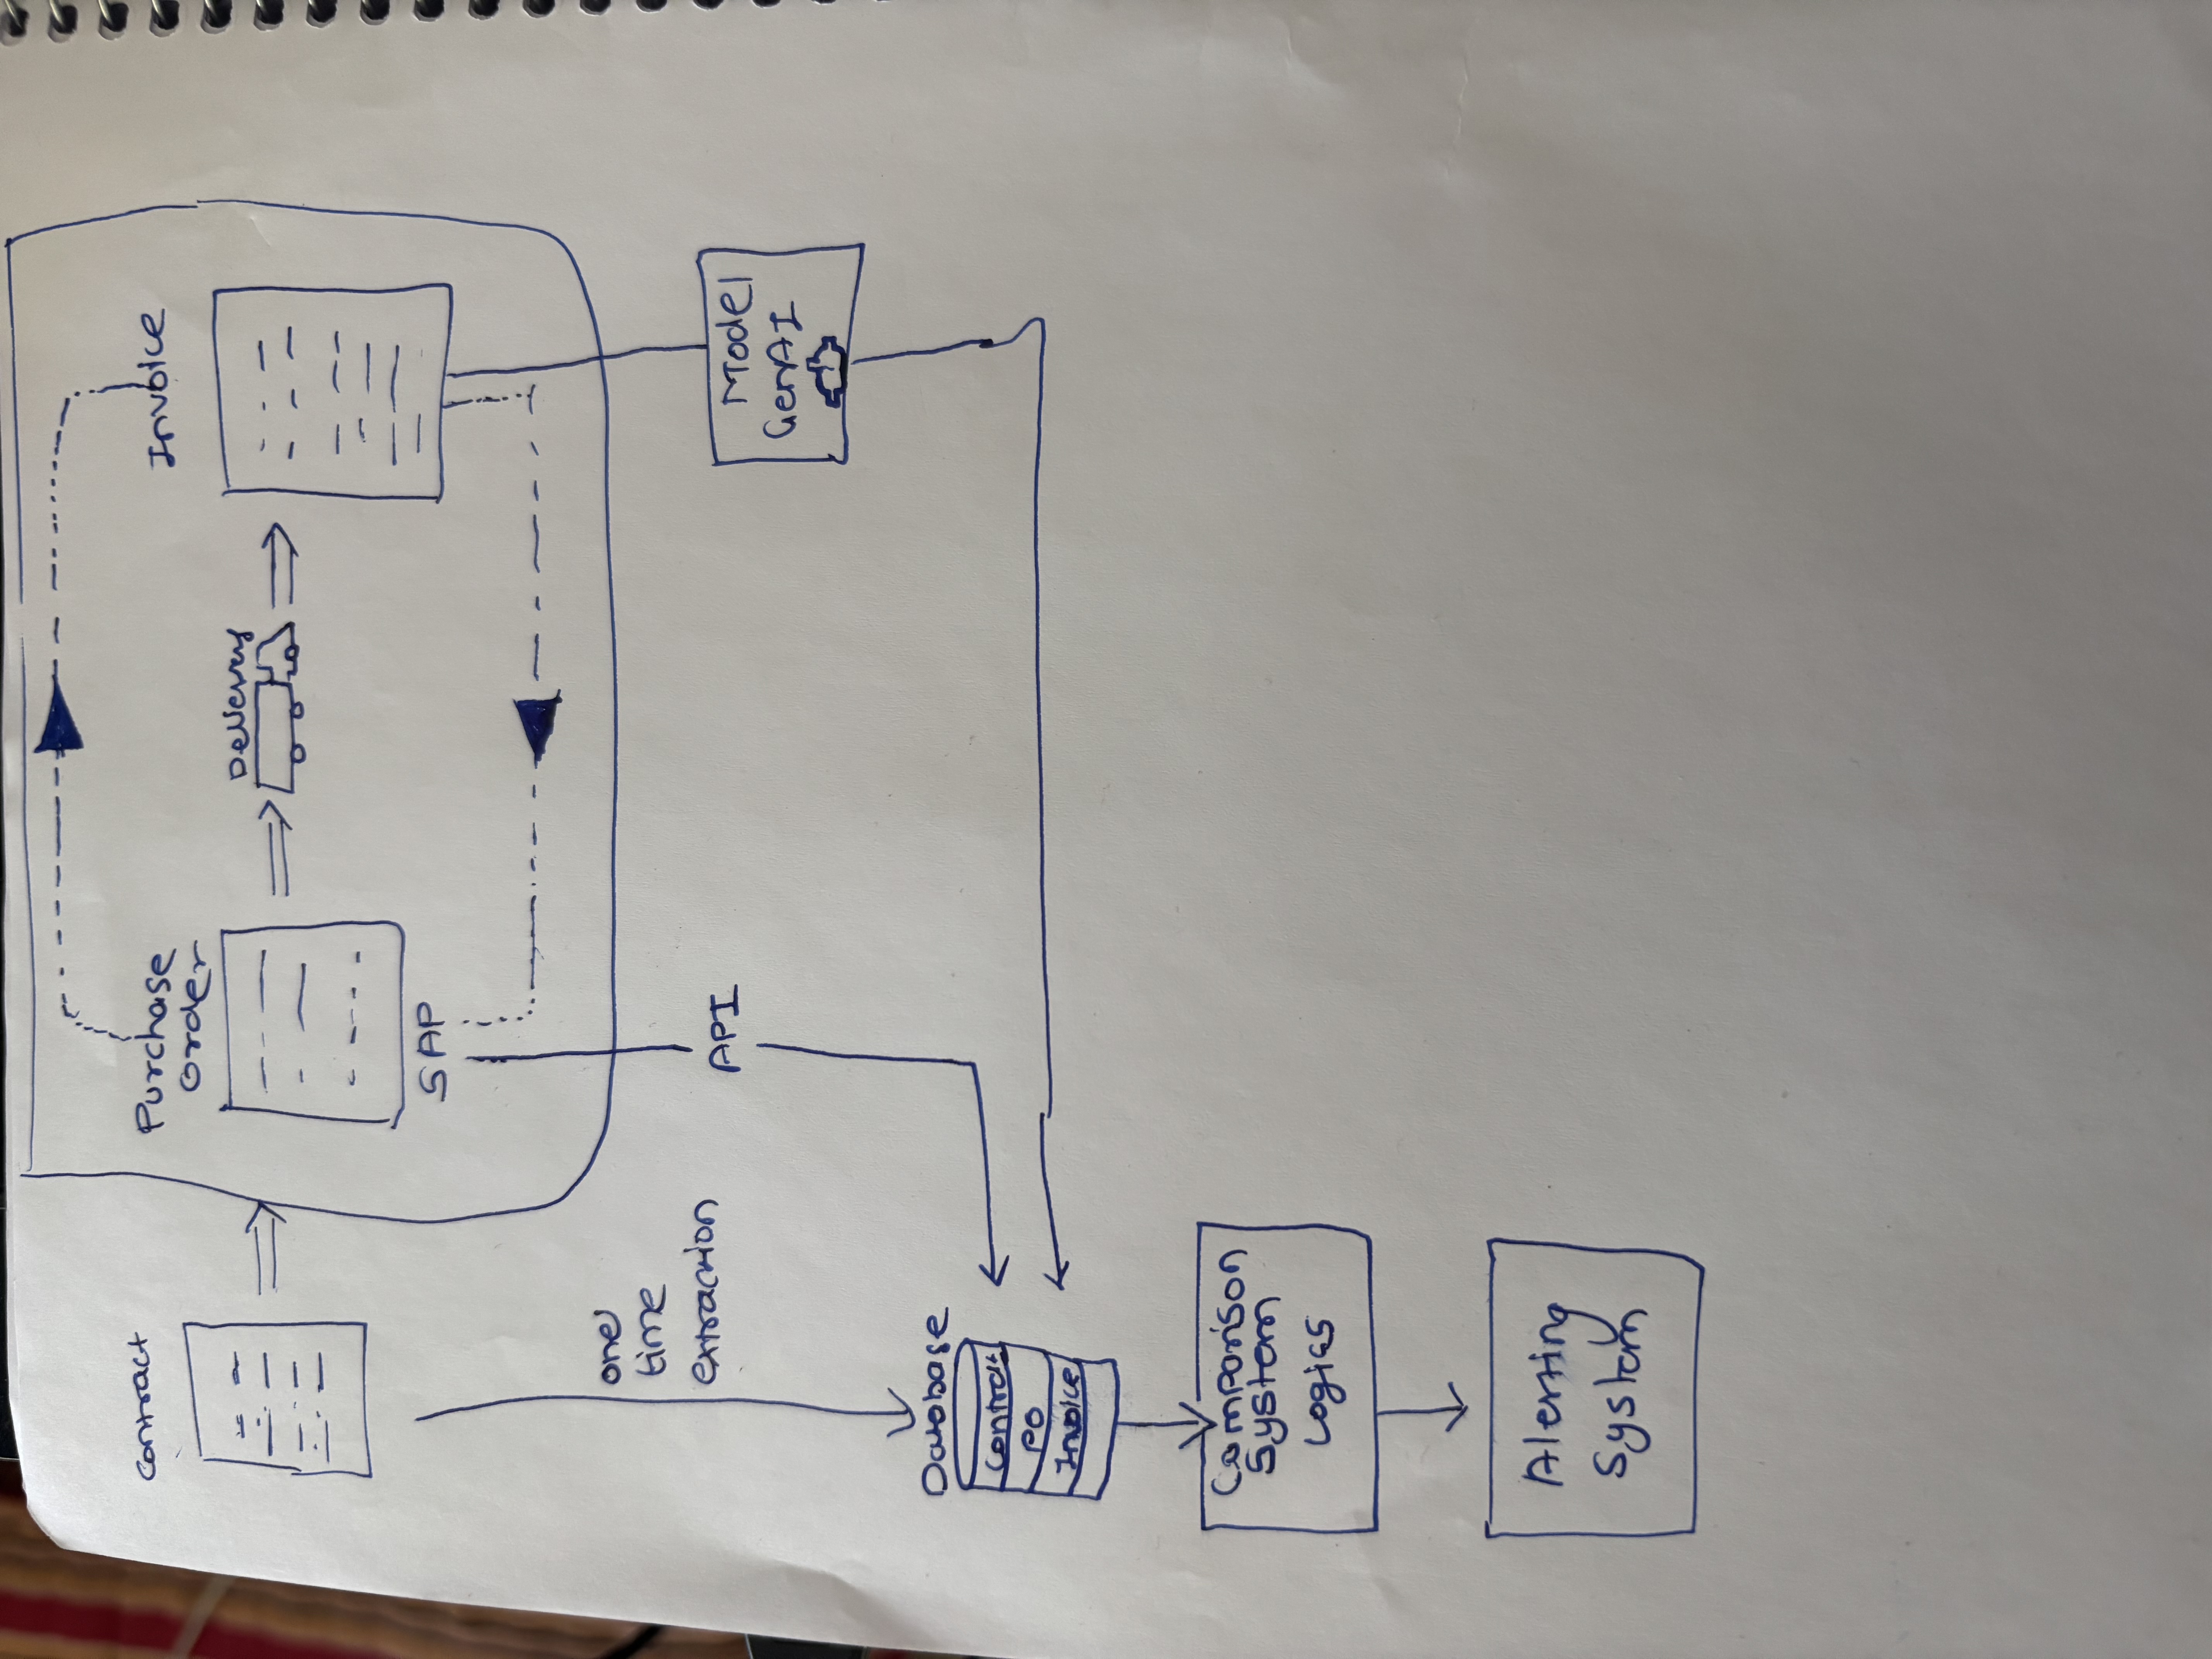 Contract
Purchase
Order
Invoice
Delivery
SAP
one
time
extraction
API
Model
GenAI
Database
Contract
PO
Invoice
Comparison
System
Logics
Alerting
System